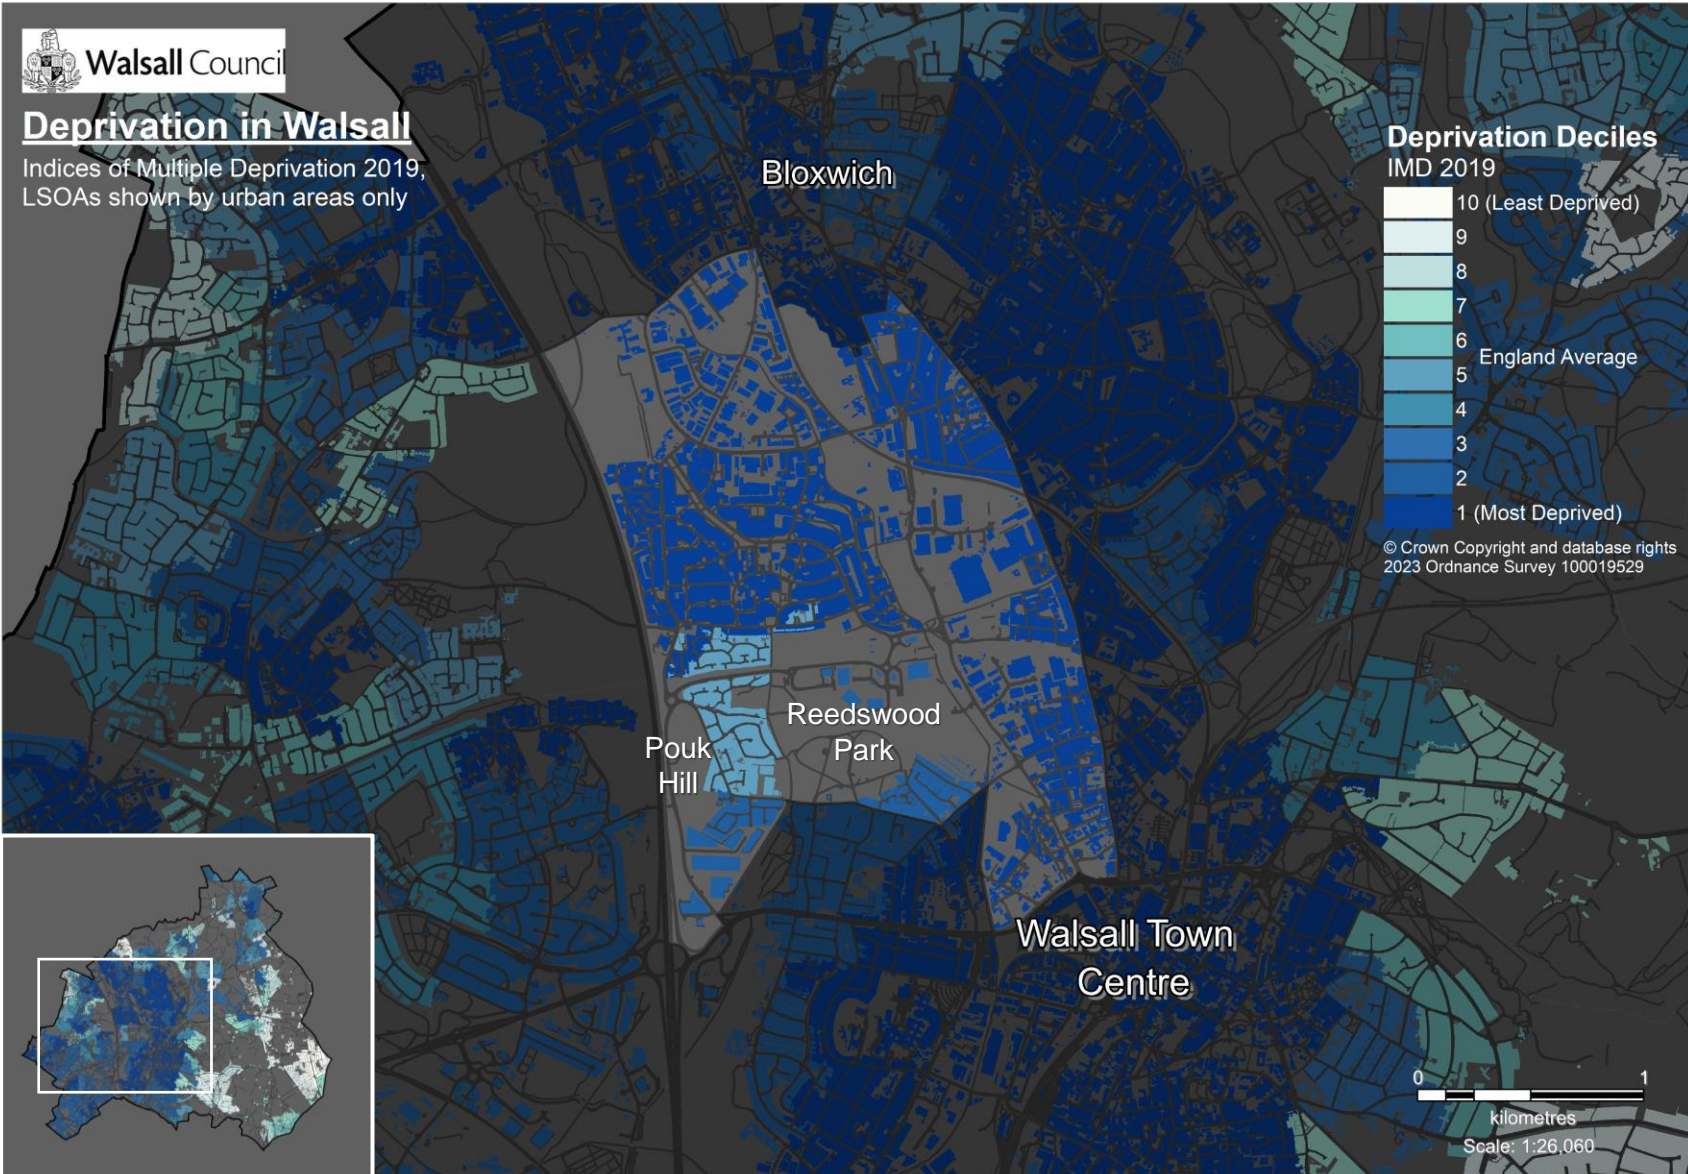 Walsall Council
Deprivation in Walsall
Indices of Multiple Deprivation 2019,
LSOAs shown by urban areas only
Bloxwich
Deprivation Deciles
IMD 2019
10 (Least Deprived)
9
8
7
6
England Average
5
4
3
2
1 (Most Deprived)
© Crown Copyright and database rights
2023 Ordnance Survey 100019529
Reedswood
Park
Pouk
Hill
Walsall Town
Centre
0 1
kilometres
Scale: 1:26,060